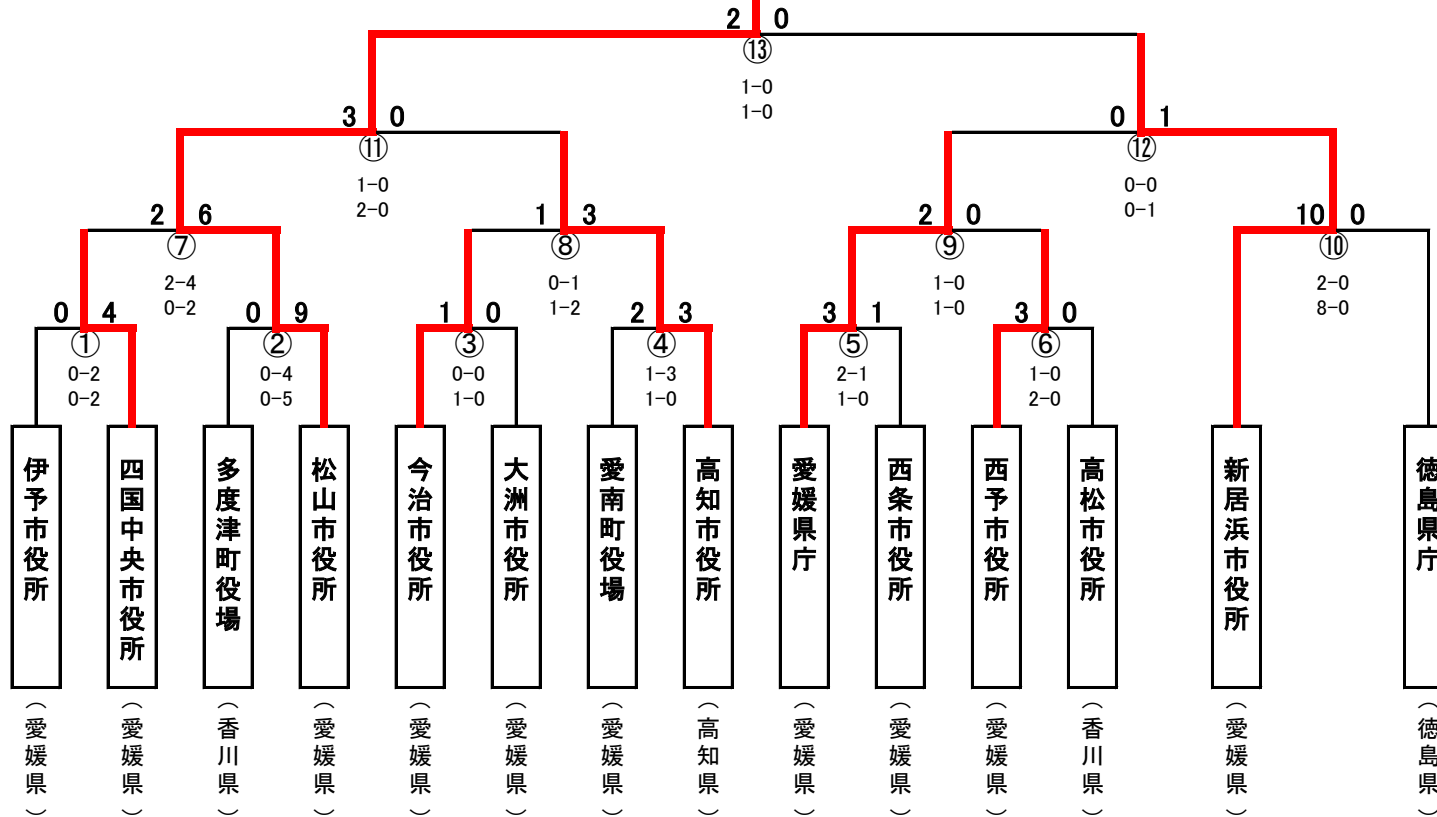 2 0
⑬
1-0
1-0
3 0
⑪
1-0
2-0
0 1
⑫
0-0
0-1
2 6
⑦
2-4
0-2
1 3
⑧
0-1
1-2
2 0
⑨
1-0
1-0
10 0
⑩
2-0
8-0
0 4
①
0-2
0-2
0 9
②
0-4
0-5
1 0
③
0-0
1-0
2 3
④
1-3
1-0
3 1
⑤
2-1
1-0
3 0
⑥
1-0
2-0
伊予市役所
(愛媛県)
四国中央市役所
(愛媛県)
多度津町役場
(香川県)
松山市役所
(愛媛県)
今治市役所
(愛媛県)
大洲市役所
(愛媛県)
愛南町役場
(愛媛県)
高知市役所
(高知県)
愛媛県庁
(愛媛県)
西条市役所
(愛媛県)
西予市役所
(愛媛県)
高松市役所
(香川県)
新居浜市役所
(愛媛県)
徳島県庁
(徳島県)